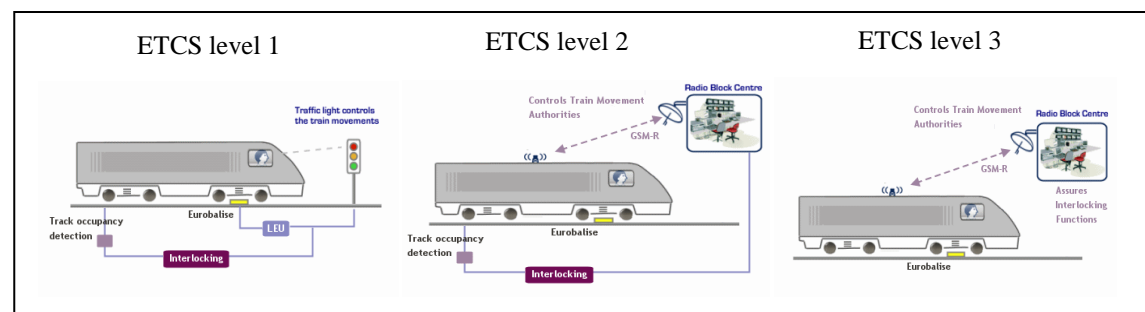 ETCS level 1
Traffic light controls
the train movements
Track occupancy
detection
Eurobalise
LEU
Interlocking
ETCS level 2
Radio Block Centre
Controls Train Movement
Authorities
GSM-R
Track occupancy
detection
Eurobalise
Interlocking
ETCS level 3
Radio Block Centre
Controls Train Movement
Authorities
GSM-R
Assures
Interlocking
Functions
Eurobalise